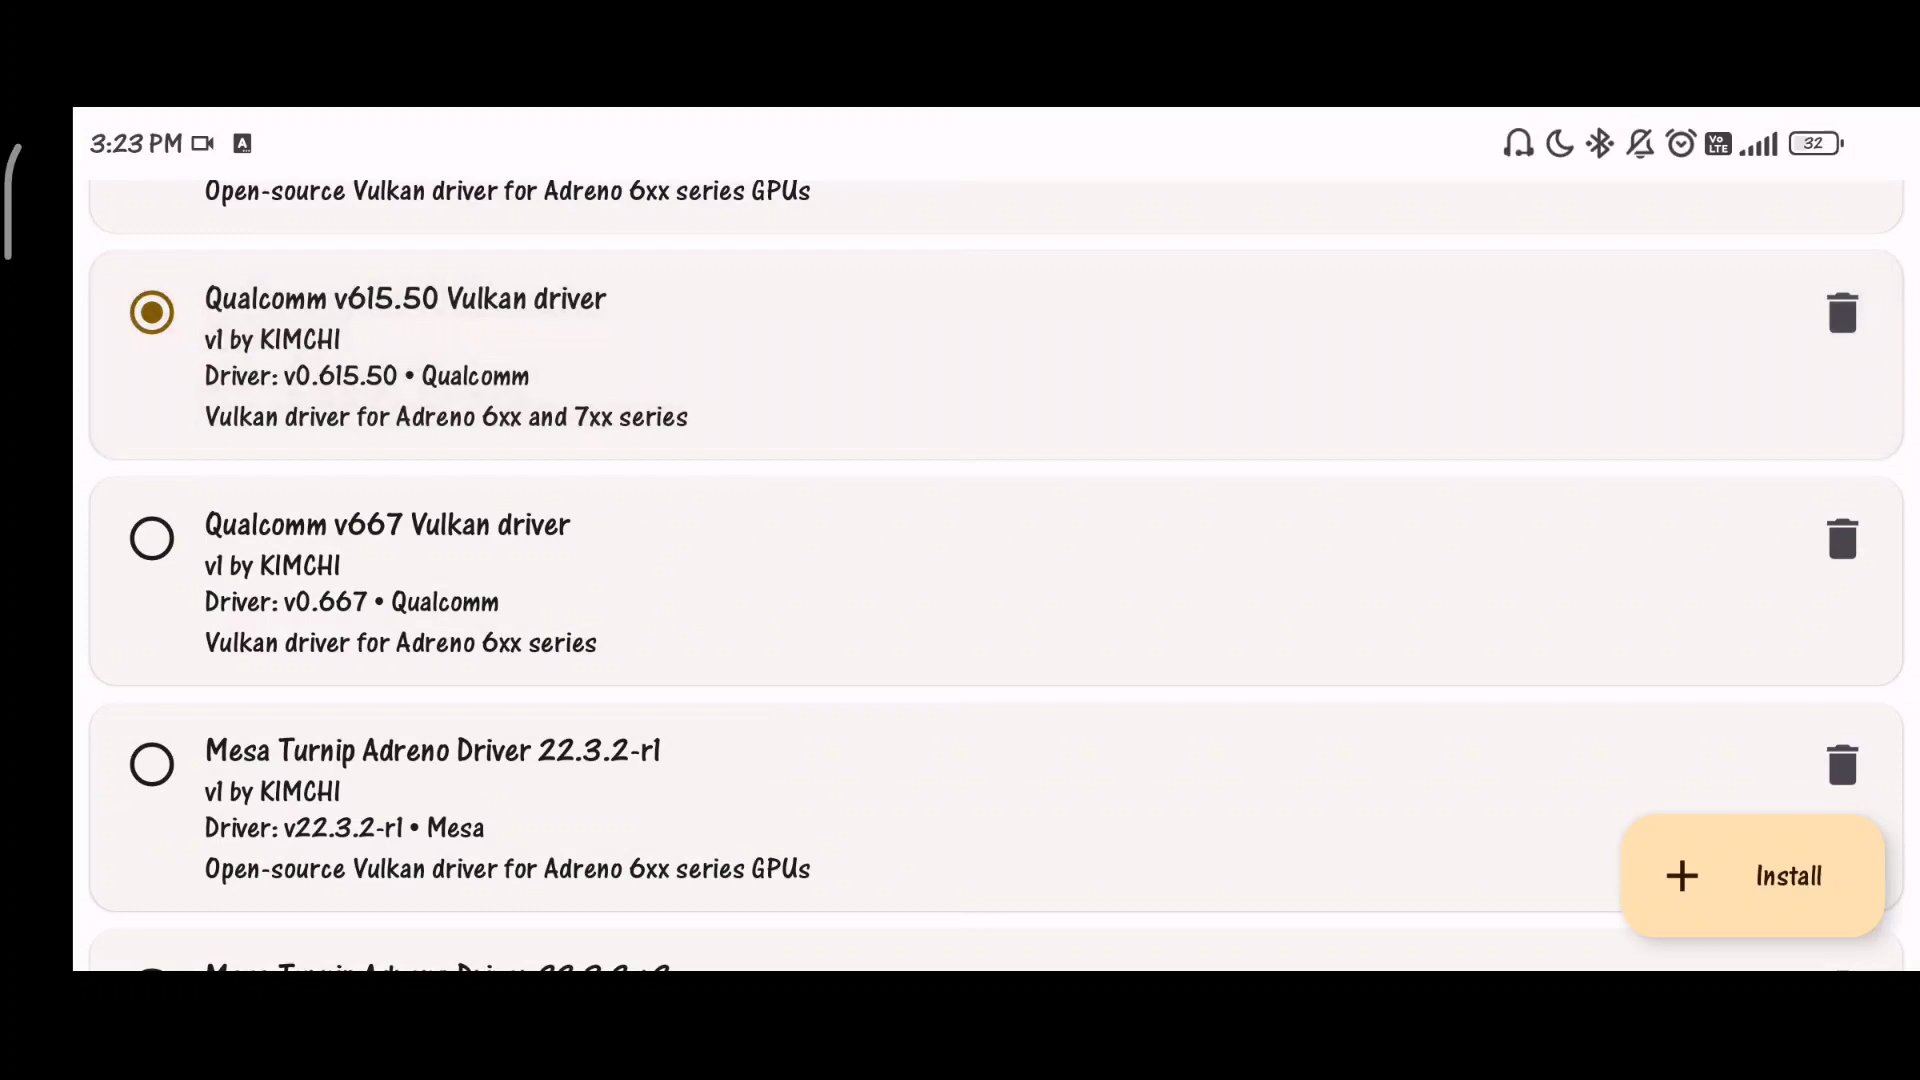 3:23 PM
A
Vo LTE
32
Open-source Vulkan driver for Adreno 6xx series GPUs
Qualcomm v615.50 Vulkan driver
v1 by KIMCHI
Driver: v0.615.50 • Qualcomm
Vulkan driver for Adreno 6xx and 7xx series
Qualcomm v667 Vulkan driver
v1 by KIMCHI
Driver: v0.667 • Qualcomm
Vulkan driver for Adreno 6xx series
Mesa Turnip Adreno Driver 22.3.2-r1
v1 by KIMCHI
Driver: v22.3.2-r1 • Mesa
Open-source Vulkan driver for Adreno 6xx series GPUs
+ Install